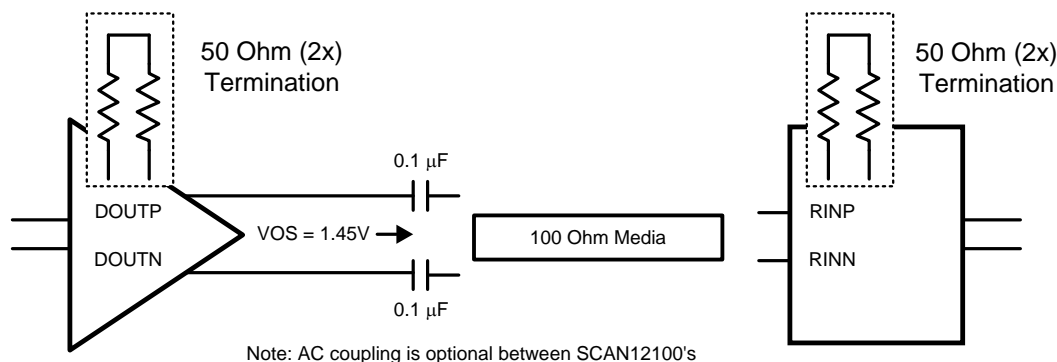 50 Ohm (2x)
Termination
50 Ohm (2x)
Termination
0.1 μF
DOUTP
RINP
VOS = 1.45V
100 Ohm Media
DOUTN
RINN
0.1 μF
Note: AC coupling is optional between SCAN12100's